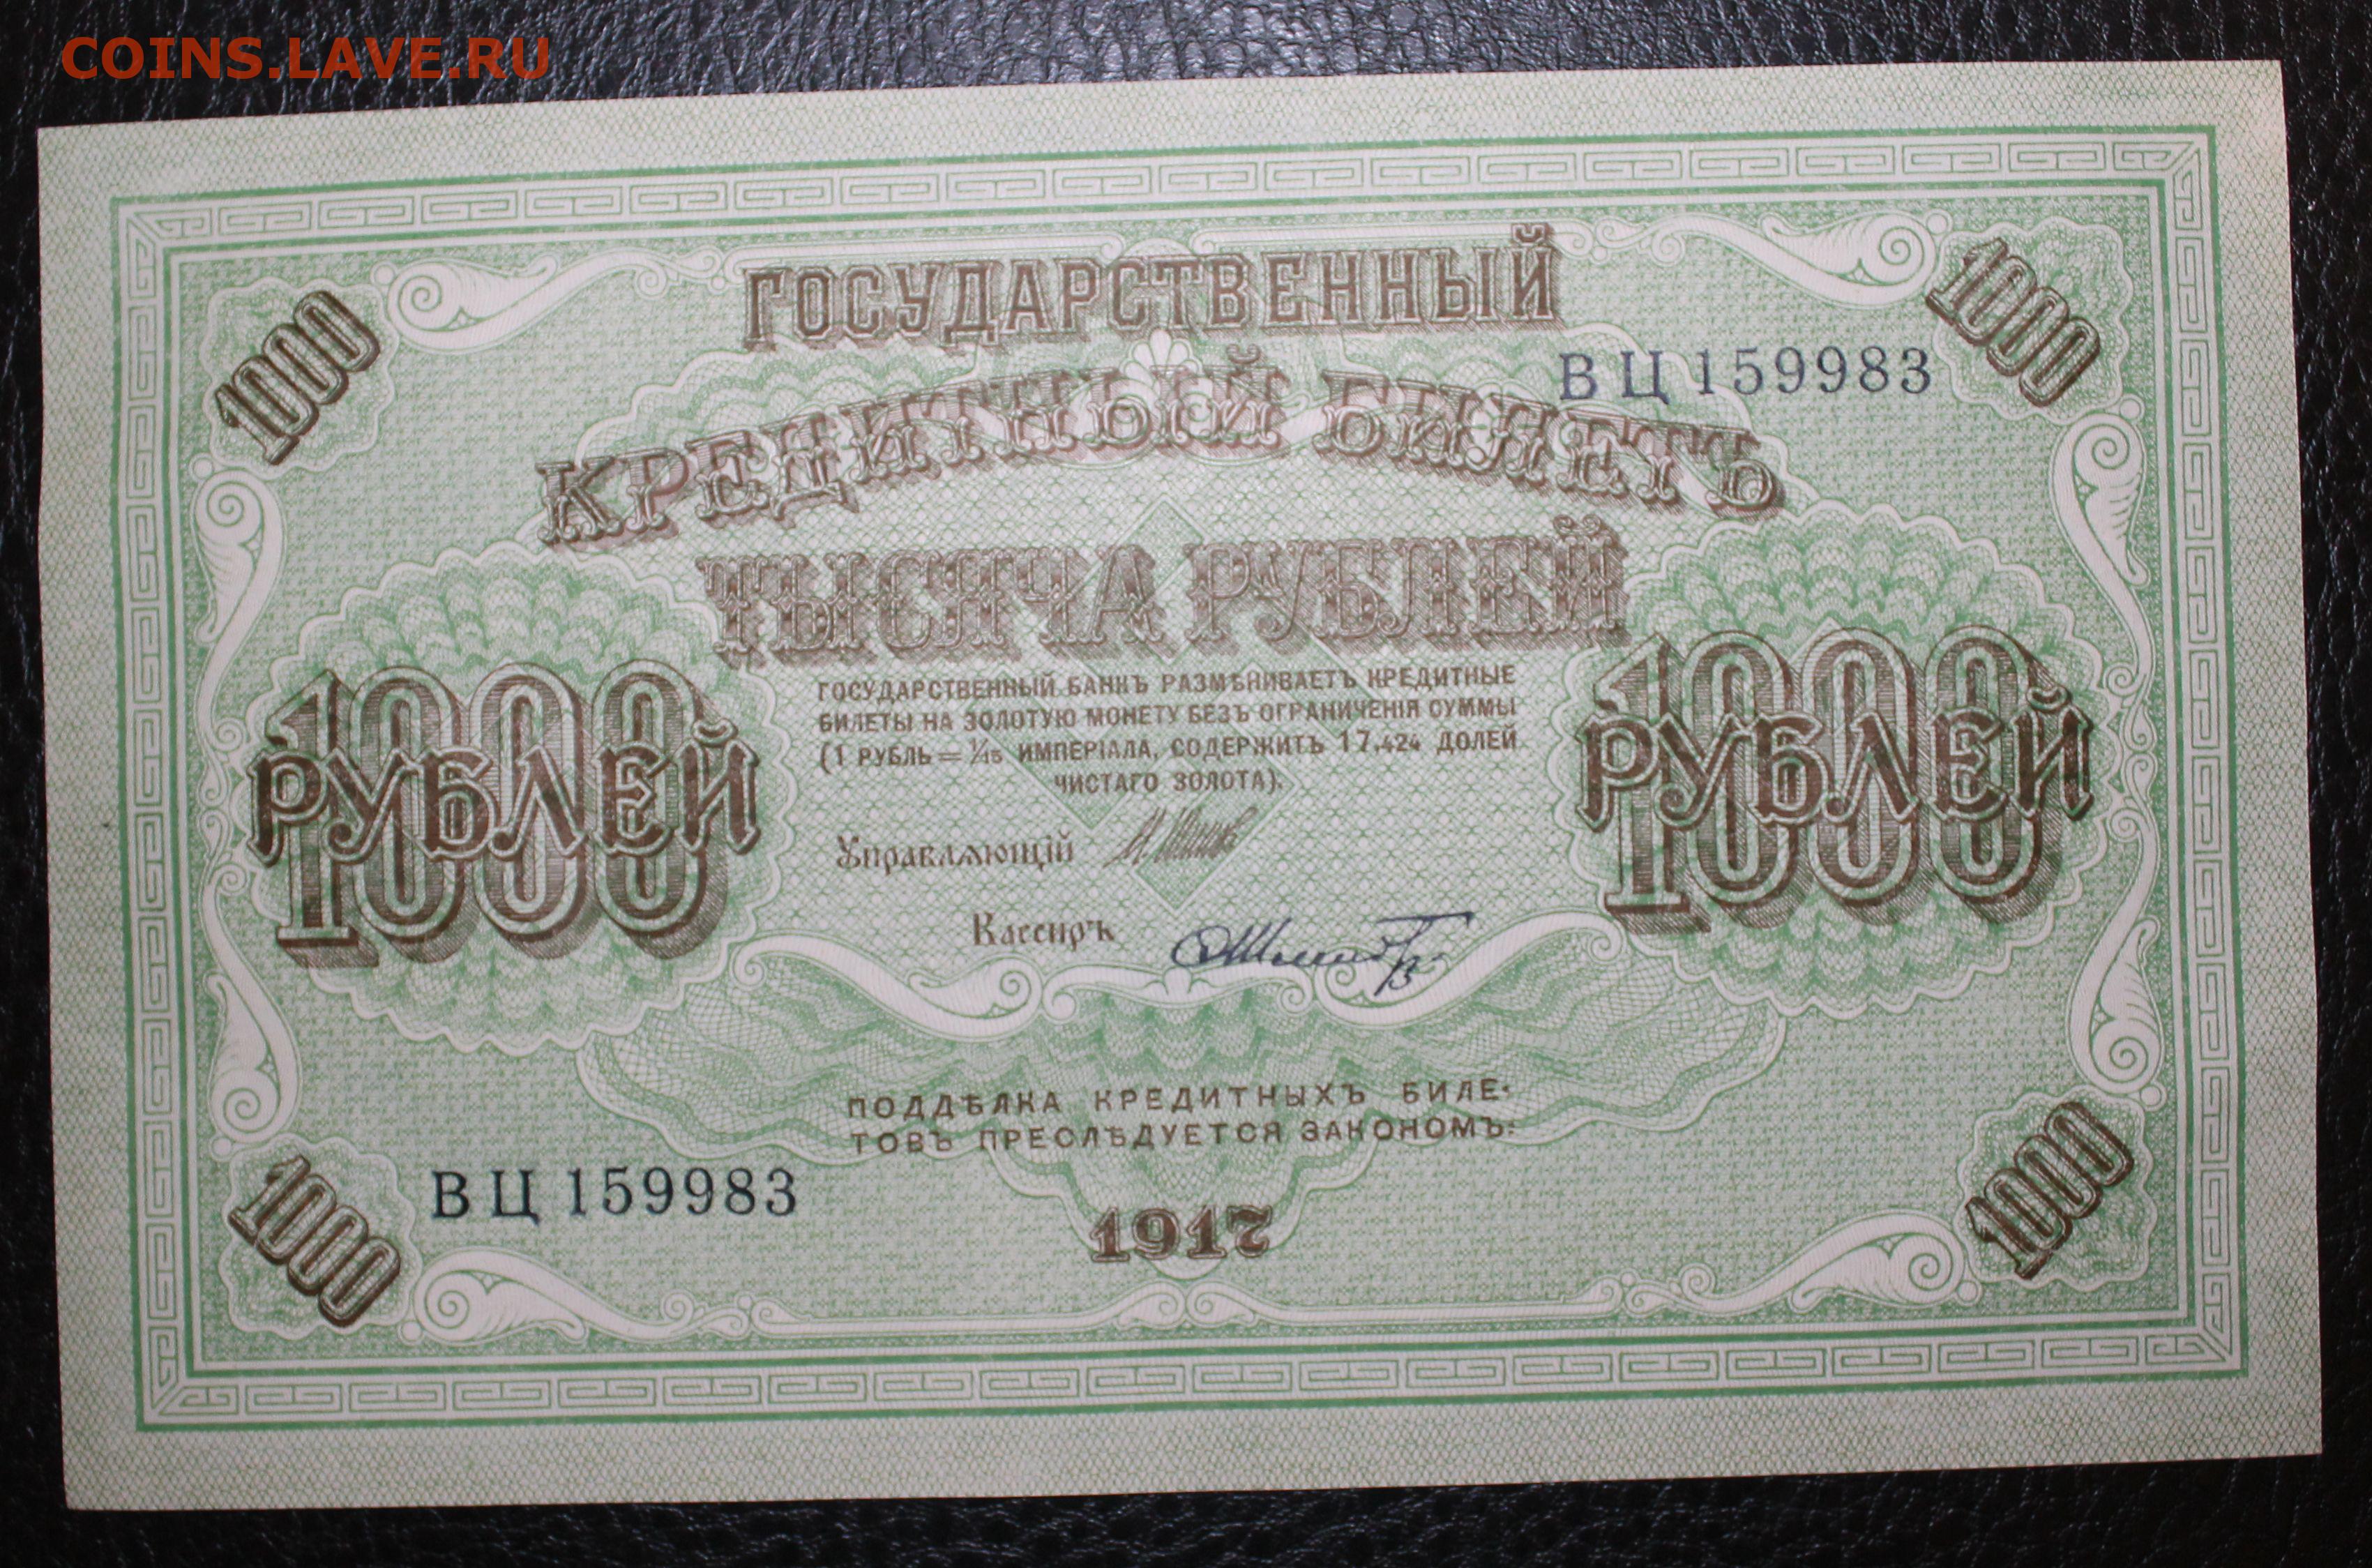 COINS.LAVE.RU
1000
1000
ГОСУДАРСТВЕННЫЙ
ВЦ 159983
КРЕДИТНЫЙ БИЛЕТЪ
ТЫСЯЧА РУБЛЕЙ
1000
РУБЛЕЙ
1000
РУБЛЕЙ
ГОСУДАРСТВЕННЫЙ БАНКЪ РАЗМѢНИВАЕТЪ КРЕДИТНЫЕ
БИЛЕТЫ НА ЗОЛОТУЮ МОНЕТУ БЕЗЪ ОГРАНИЧЕНІЯ СУММЫ
(1 РУБЛЬ = 1/15 ИМПЕРІАЛА, СОДЕРЖИТЪ 17,424 ДОЛЕЙ
ЧИСТАГО ЗОЛОТА).
Управляющій
Кассиръ
ПОДДѢЛКА КРЕДИТНЫХЪ БИЛЕ-
ТОВЪ ПРЕСЛѢДУЕТСЯ ЗАКОНОМЪ.
ВЦ 159983
1917
1000
1000